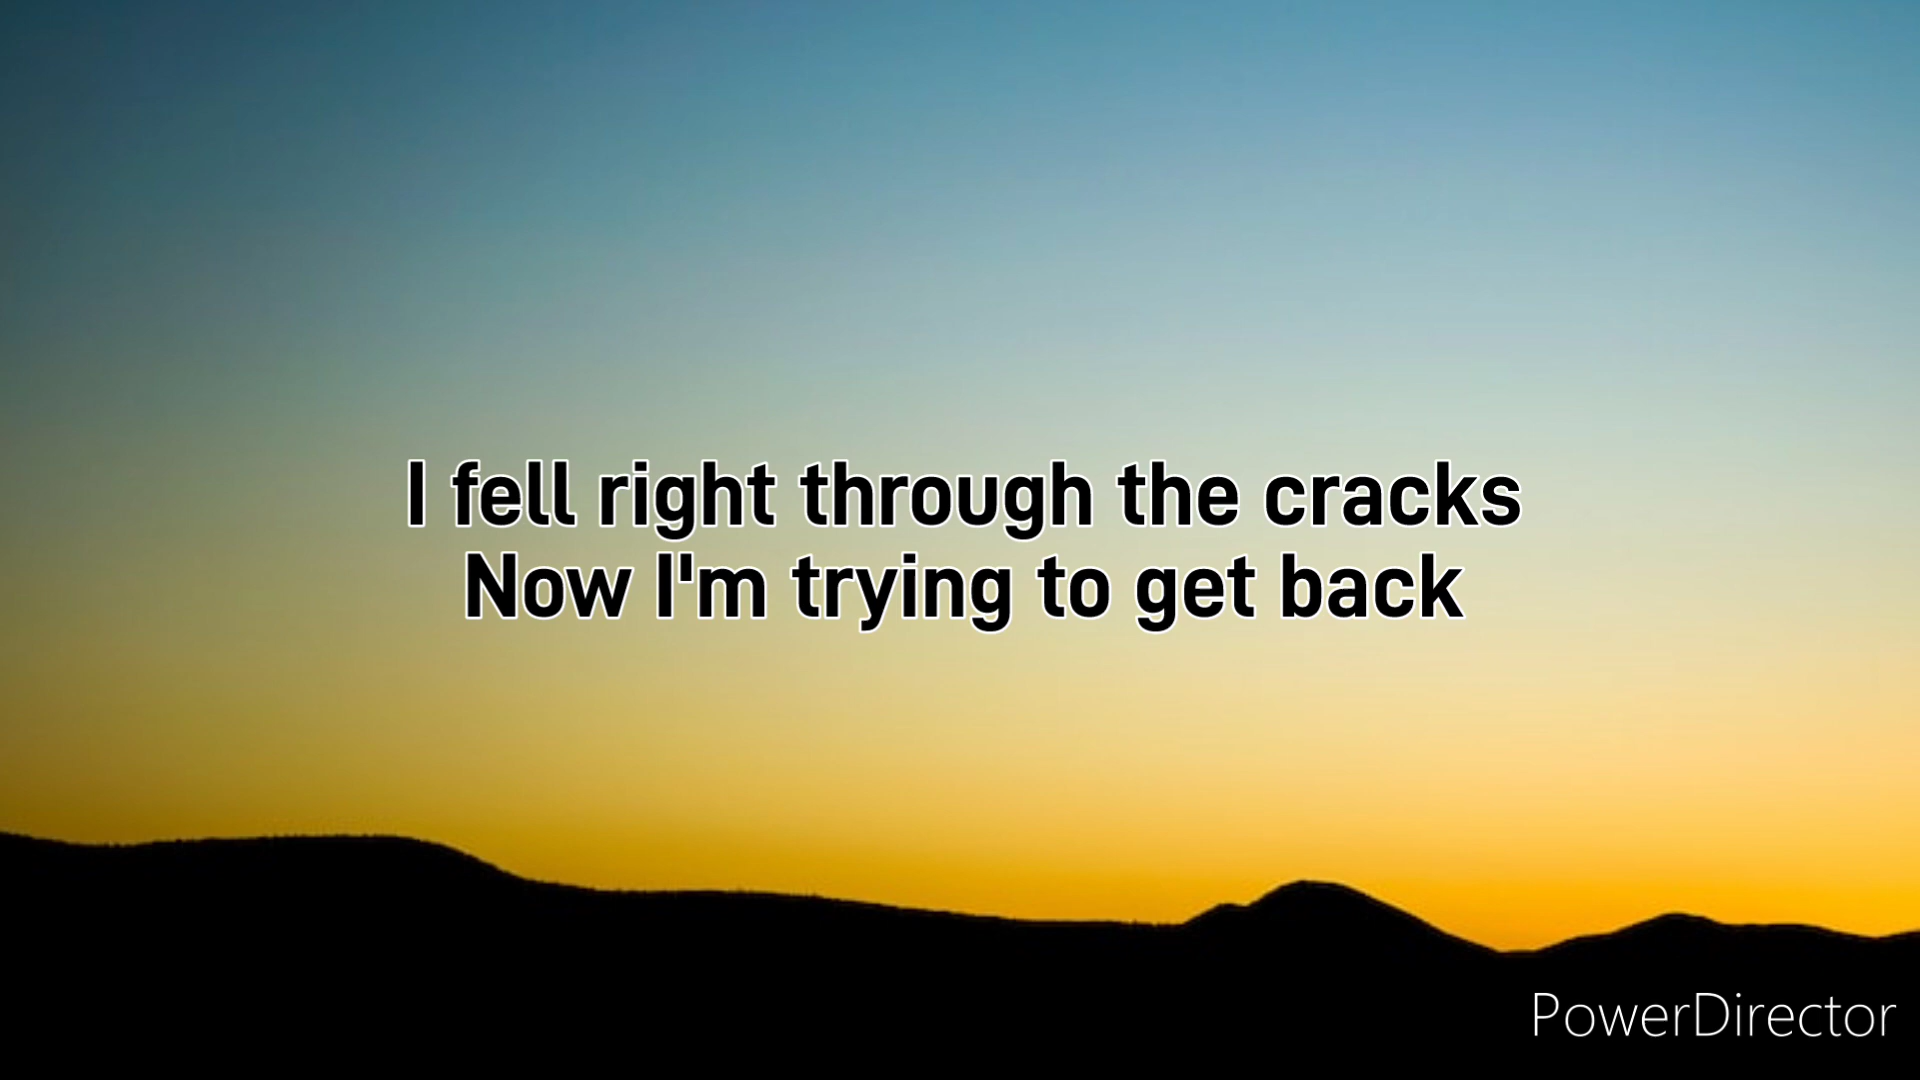 I fell right through the cracks
Now I'm trying to get back
PowerDirector